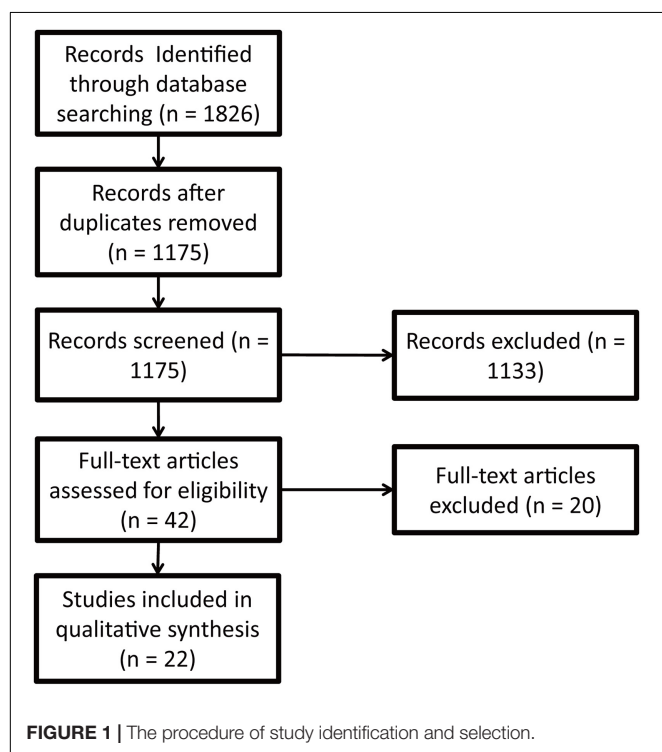 Records Identified
through database
searching (n = 1826)
Records after
duplicates removed
(n = 1175)
Records screened (n =
1175)
Records excluded (n =
1133)
Full-text articles
assessed for eligibility
(n = 42)
Full-text articles
excluded (n = 20)
Studies included in
qualitative synthesis
(n = 22)
FIGURE 1 | The procedure of study identification and selection.